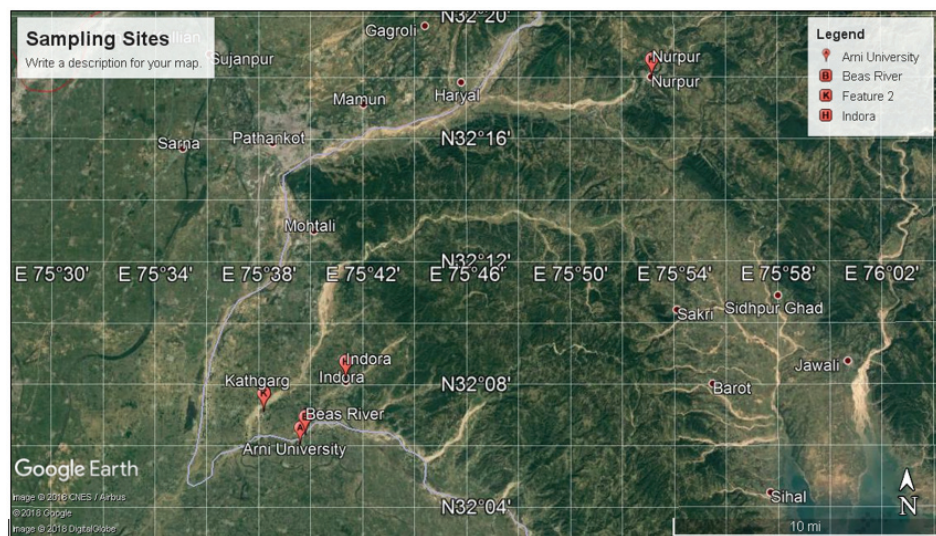 Sampling Sites
Write a description for your map.
Legend
Arni University
B Beas River
K Feature 2
H Indora
N32°20'
Gagroli
Sujanpur
Nurpur
Nurpur
Haryal
Mamun
N32°16'
Pathankot
Sarna
Mohtali
N32°12'
E 75°30' E 75°34' E 75°38' E 75°42' E 75°46' E 75°50' E 75°54' E 75°58' E 76°02'
Sidhpur Ghad
Sakri
Indora
Jawali
Indora
N32°08'
Kathgarg
K
Barot
Beas River
A
Arni University
Google Earth
Image © 2018 CNES / Airbus
© 2018 Google
Image © 2018 DigitalGlobe
N32°04'
Sihal
N
10 mi